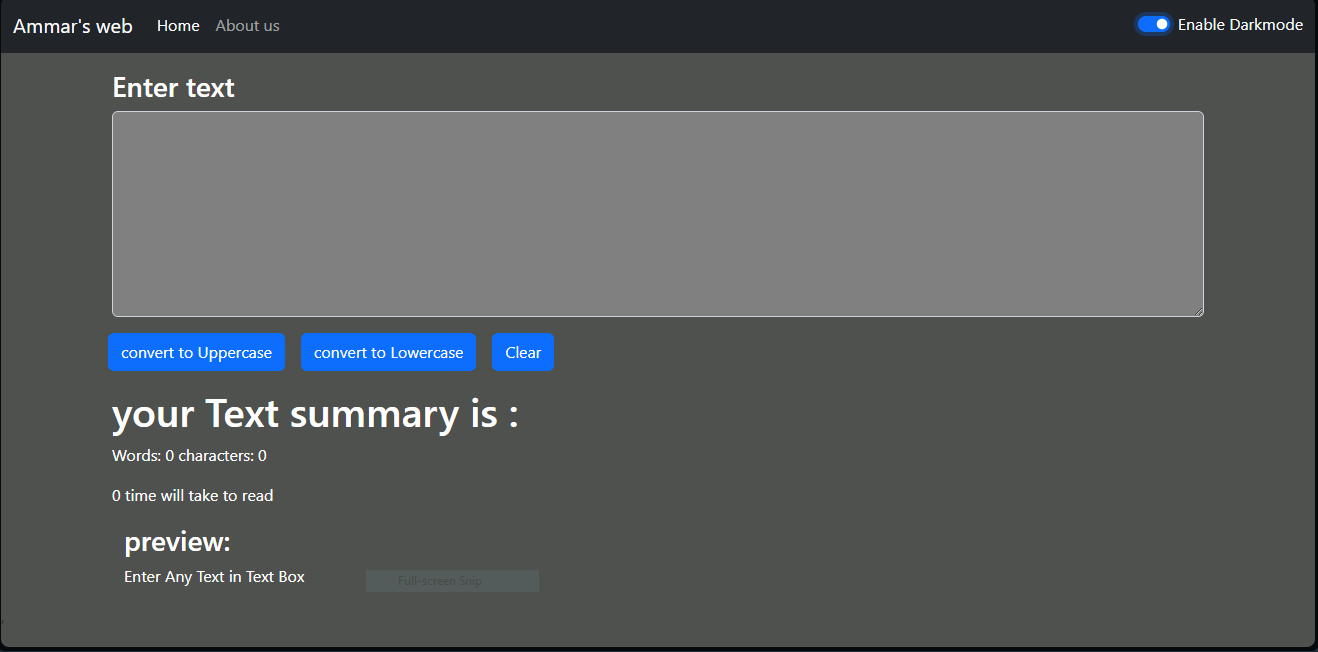 Ammar's web Home About us Enable Darkmode
Enter text
convert to Uppercase convert to Lowercase Clear
your Text summary is :
Words: 0 characters: 0
0 time will take to read
preview:
Enter Any Text in Text Box Full-screen Snip